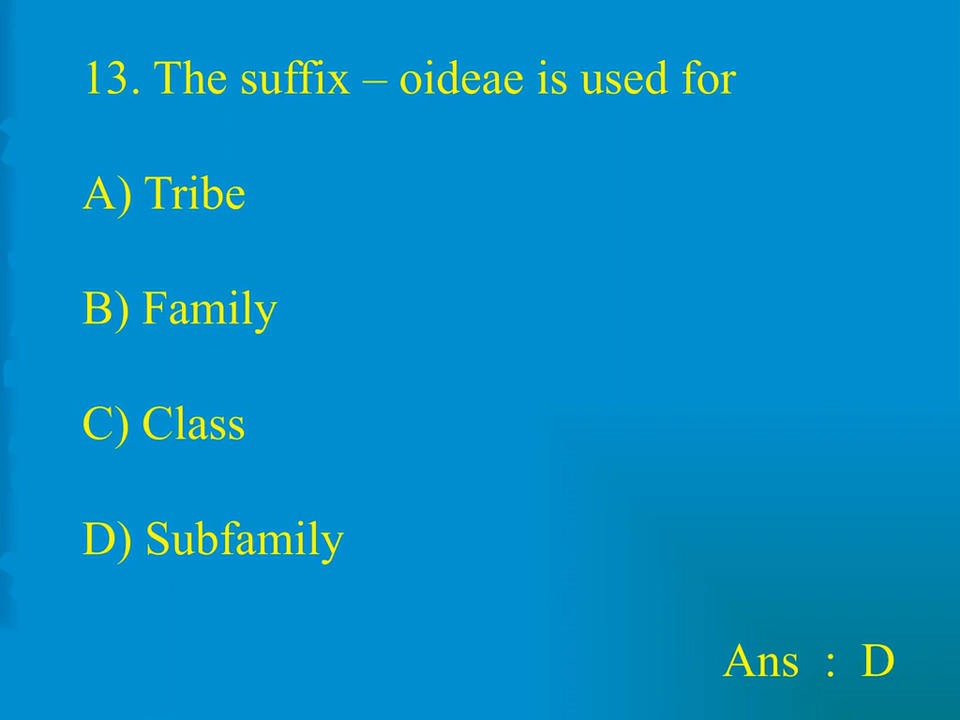 13. The suffix – oideae is used for
A) Tribe
B) Family
C) Class
D) Subfamily
Ans : D